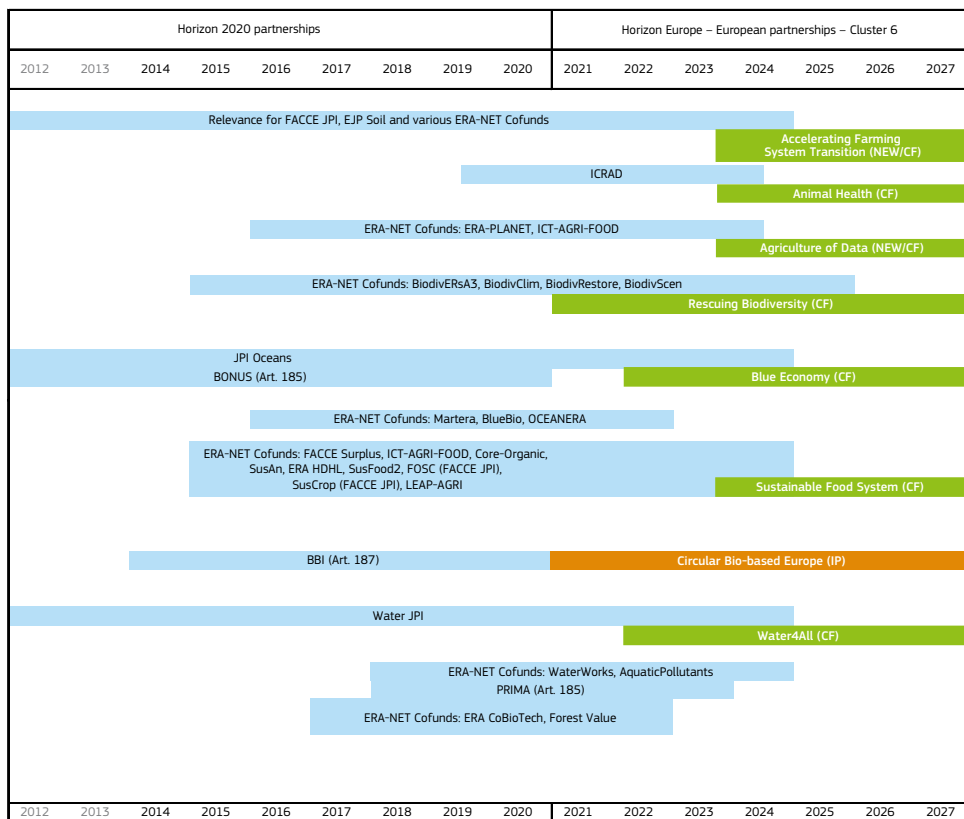 Horizon 2020 partnerships
Horizon Europe – European partnerships – Cluster 6
2012 2013 2014 2015 2016 2017 2018 2019 2020 2021 2022 2023 2024 2025 2026 2027
Relevance for FACCE JPI, EJP Soil and various ERA-NET Cofunds
Accelerating Farming
System Transition (NEW/CF)
ICRAD
Animal Health (CF)
ERA-NET Cofunds: ERA-PLANET, ICT-AGRI-FOOD
Agriculture of Data (NEW/CF)
ERA-NET Cofunds: BiodivERsA3, BiodivClim, BiodivRestore, BiodivScen
Rescuing Biodiversity (CF)
JPI Oceans
BONUS (Art. 185)
Blue Economy (CF)
ERA-NET Cofunds: Martera, BlueBio, OCEANERA
ERA-NET Cofunds: FACCE Surplus, ICT-AGRI-FOOD, Core-Organic,
SusAn, ERA HDHL, SusFood2, FOSC (FACCE JPI),
SusCrop (FACCE JPI), LEAP-AGRI
Sustainable Food System (CF)
BBI (Art. 187)
Circular Bio-based Europe (IP)
Water JPI
Water4All (CF)
ERA-NET Cofunds: WaterWorks, AquaticPollutants
PRIMA (Art. 185)
ERA-NET Cofunds: ERA CoBioTech, Forest Value
2012 2013 2014 2015 2016 2017 2018 2019 2020 2021 2022 2023 2024 2025 2026 2027